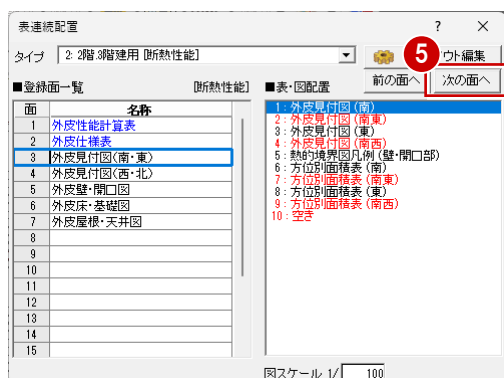 表連続配置 ? ×
タイプ 2: 2階.3階建用 [断熱性能] 5 ウト編集
■登録面一覧 [断熱性能] ■表・図配置 前の面へ 次の面へ
面 名称
1 外皮性能計算表
2 外皮仕様表
3 外皮見付図(南・東)
4 外皮見付図(西・北)
5 外皮壁・開口図
6 外皮床・基礎図
7 外皮屋根・天井図
8
9
10
11
12
13
14
15
1 : 外皮見付図 (南)
2 : 外皮見付図 (南東)
3 : 外皮見付図 (東)
4 : 外皮見付図 (南西)
5 : 熱的境界図凡例 (壁・開口部)
6 : 方位別面積表 (南)
7 : 方位別面積表 (南東)
8 : 方位別面積表 (東)
9 : 方位別面積表 (南西)
10 : 空き
図スケール 1/ 100